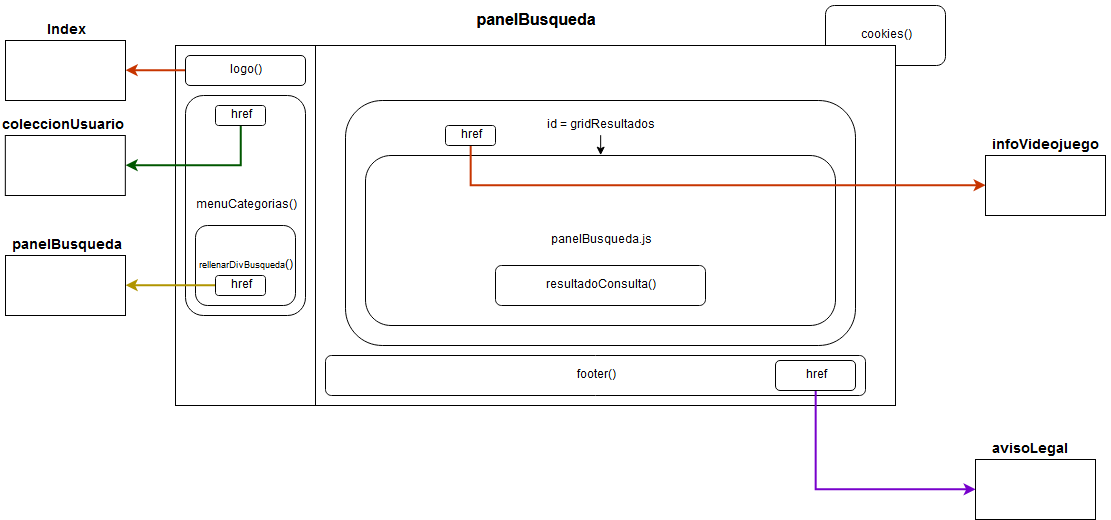 panelBusqueda
cookies()
Index
logo()
href
coleccionUsuario
menuCategorias()
panelBusqueda
rellenarDivBusqueda()
href
id = gridResultados
href
infoVideojuego
panelBusqueda.js
resultadoConsulta()
footer()
href
avisoLegal